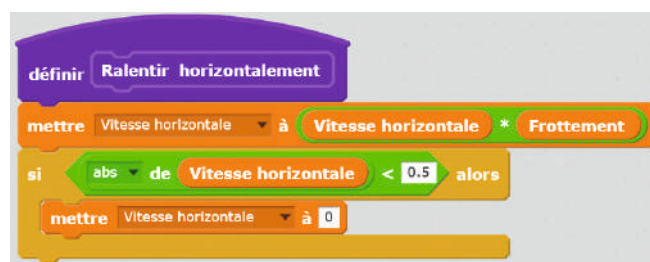 définir Ralentir horizontalement
mettre Vitesse horizontale à Vitesse horizontale * Frottement
si abs de Vitesse horizontale < 0.5 alors
mettre Vitesse horizontale à 0